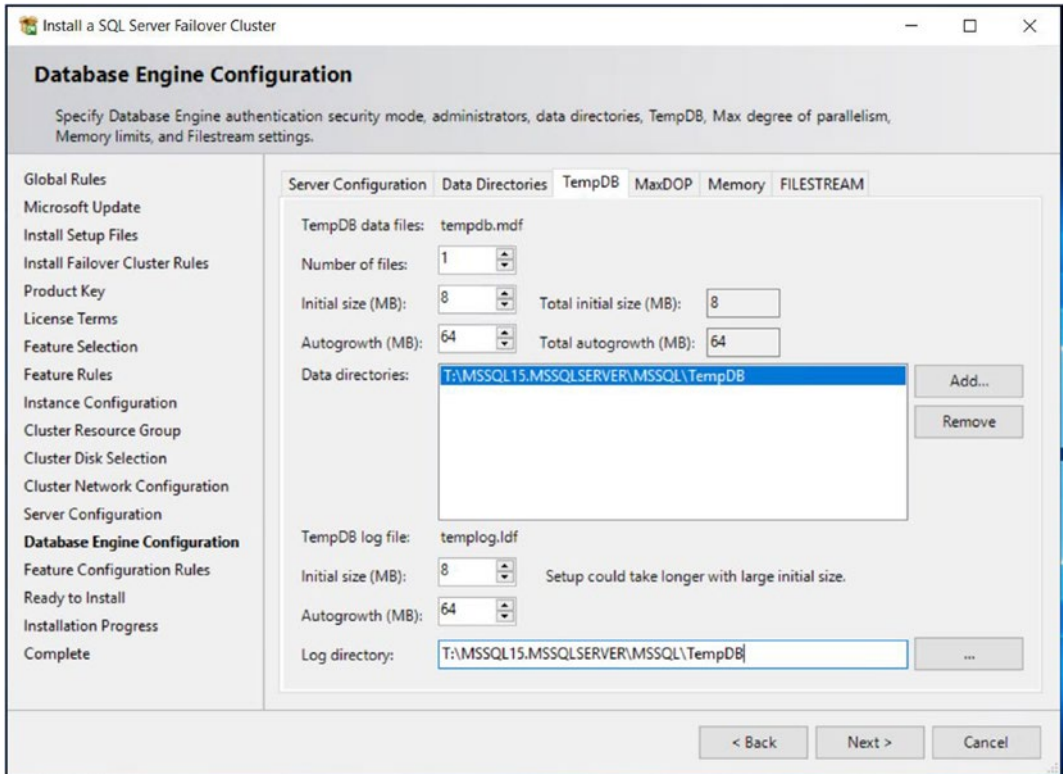 Install a SQL Server Failover Cluster
Database Engine Configuration
Specify Database Engine authentication security mode, administrators, data directories, TempDB, Max degree of parallelism,
Memory limits, and Filestream settings.
Global Rules
Microsoft Update
Install Setup Files
Install Failover Cluster Rules
Product Key
License Terms
Feature Selection
Feature Rules
Instance Configuration
Cluster Resource Group
Cluster Disk Selection
Cluster Network Configuration
Server Configuration
Database Engine Configuration
Feature Configuration Rules
Ready to Install
Installation Progress
Complete
Server Configuration Data Directories TempDB MaxDOP Memory FILESTREAM
TempDB data files: tempdb.mdf
Number of files: 1
Initial size (MB): 8 Total initial size (MB): 8
Autogrowth (MB): 64 Total autogrowth (MB): 64
Data directories: T:\MSSQL15.MSSQLSERVER\MSSQL\TempDB Add...
Remove
TempDB log file: templog.ldf
Initial size (MB): 8 Setup could take longer with large initial size.
Autogrowth (MB): 64
Log directory: T:\MSSQL15.MSSQLSERVER\MSSQL\TempDB ...
< Back Next > Cancel